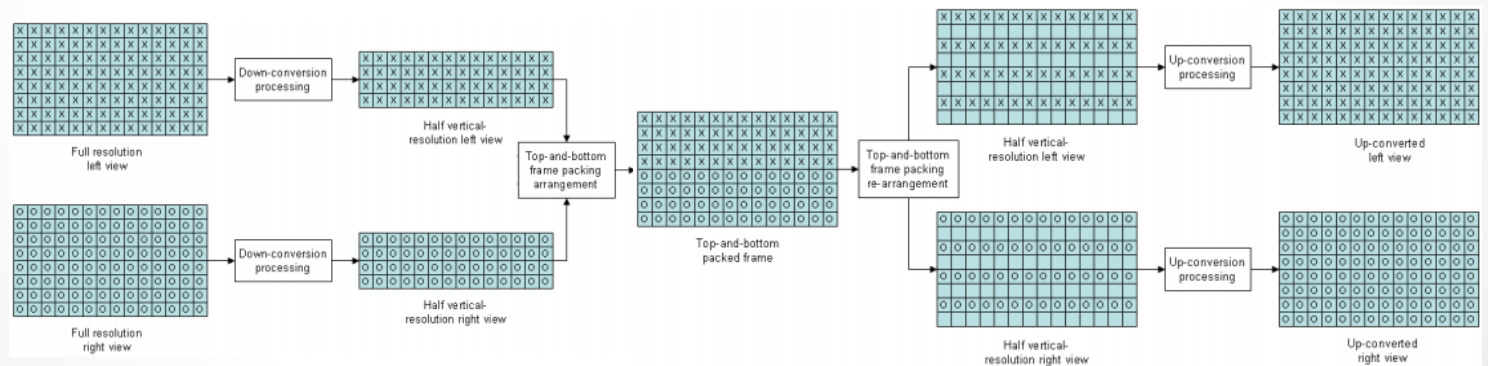 Full resolution
left view
Down-conversion
processing
Half vertical-
resolution left view
Full resolution
right view
Down-conversion
processing
Half vertical-
resolution right view
Top-and-bottom
frame packing
arrangement
Top-and-bottom
packed frame
Top-and-bottom
frame packing
re-arrangement
Half vertical-
resolution left view
Up-conversion
processing
Up-converted
left view
Half vertical-
resolution right view
Up-conversion
processing
Up-converted
right view